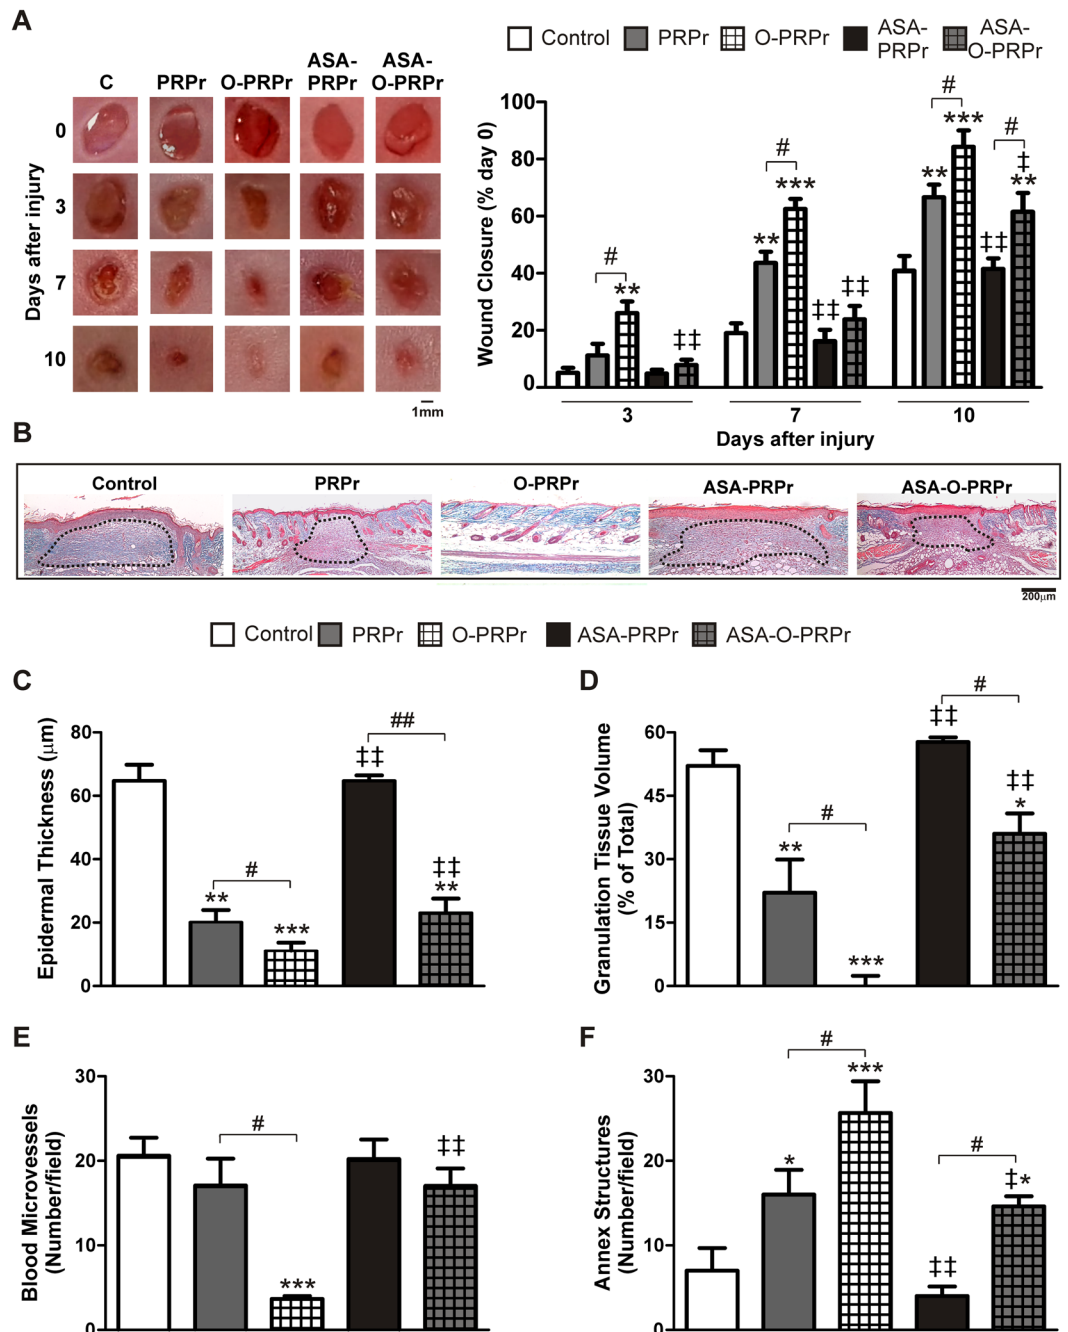 A
C PRPr O-PRPr ASA-PRPr ASA-O-PRPr
Days after injury
0
3
7
10
1mm
Control PRPr O-PRPr ASA-PRPr ASA-O-PRPr
Wound Closure (% day 0)
100
80
60
40
20
0
# # # #
** ** *** ** *** **
‡‡ ‡‡ ‡‡ ‡‡ ‡
3 7 10
Days after injury
B
Control PRPr O-PRPr ASA-PRPr ASA-O-PRPr
200µm
Control PRPr O-PRPr ASA-PRPr ASA-O-PRPr
C
Epidermal Thickness (µm)
80
60
40
20
0
##
‡‡
#
‡‡
** *** **
D
Granulation Tissue Volume
(% of Total)
60
45
30
15
0
#
‡‡
‡‡
#
*
**
***
E
Blood Microvessels
(Number/field)
30
20
10
0
#
‡‡
***
F
Annex Structures
(Number/field)
30
20
10
0
#
***
#
*
‡*
‡‡